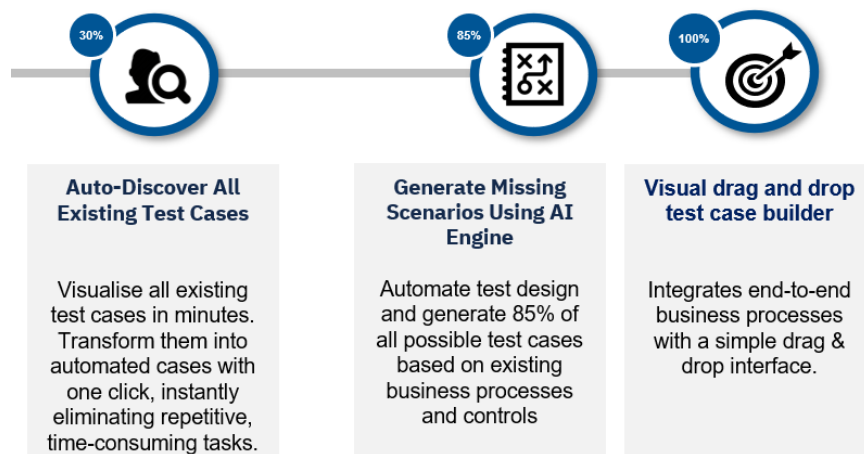 30%
85%
100%
Auto-Discover All
Existing Test Cases
Visualise all existing
test cases in minutes.
Transform them into
automated cases with
one click, instantly
eliminating repetitive,
time-consuming tasks.
Generate Missing
Scenarios Using AI
Engine
Automate test design
and generate 85% of
all possible test cases
based on existing
business processes
and controls
Visual drag and drop
test case builder
Integrates end-to-end
business processes
with a simple drag &
drop interface.